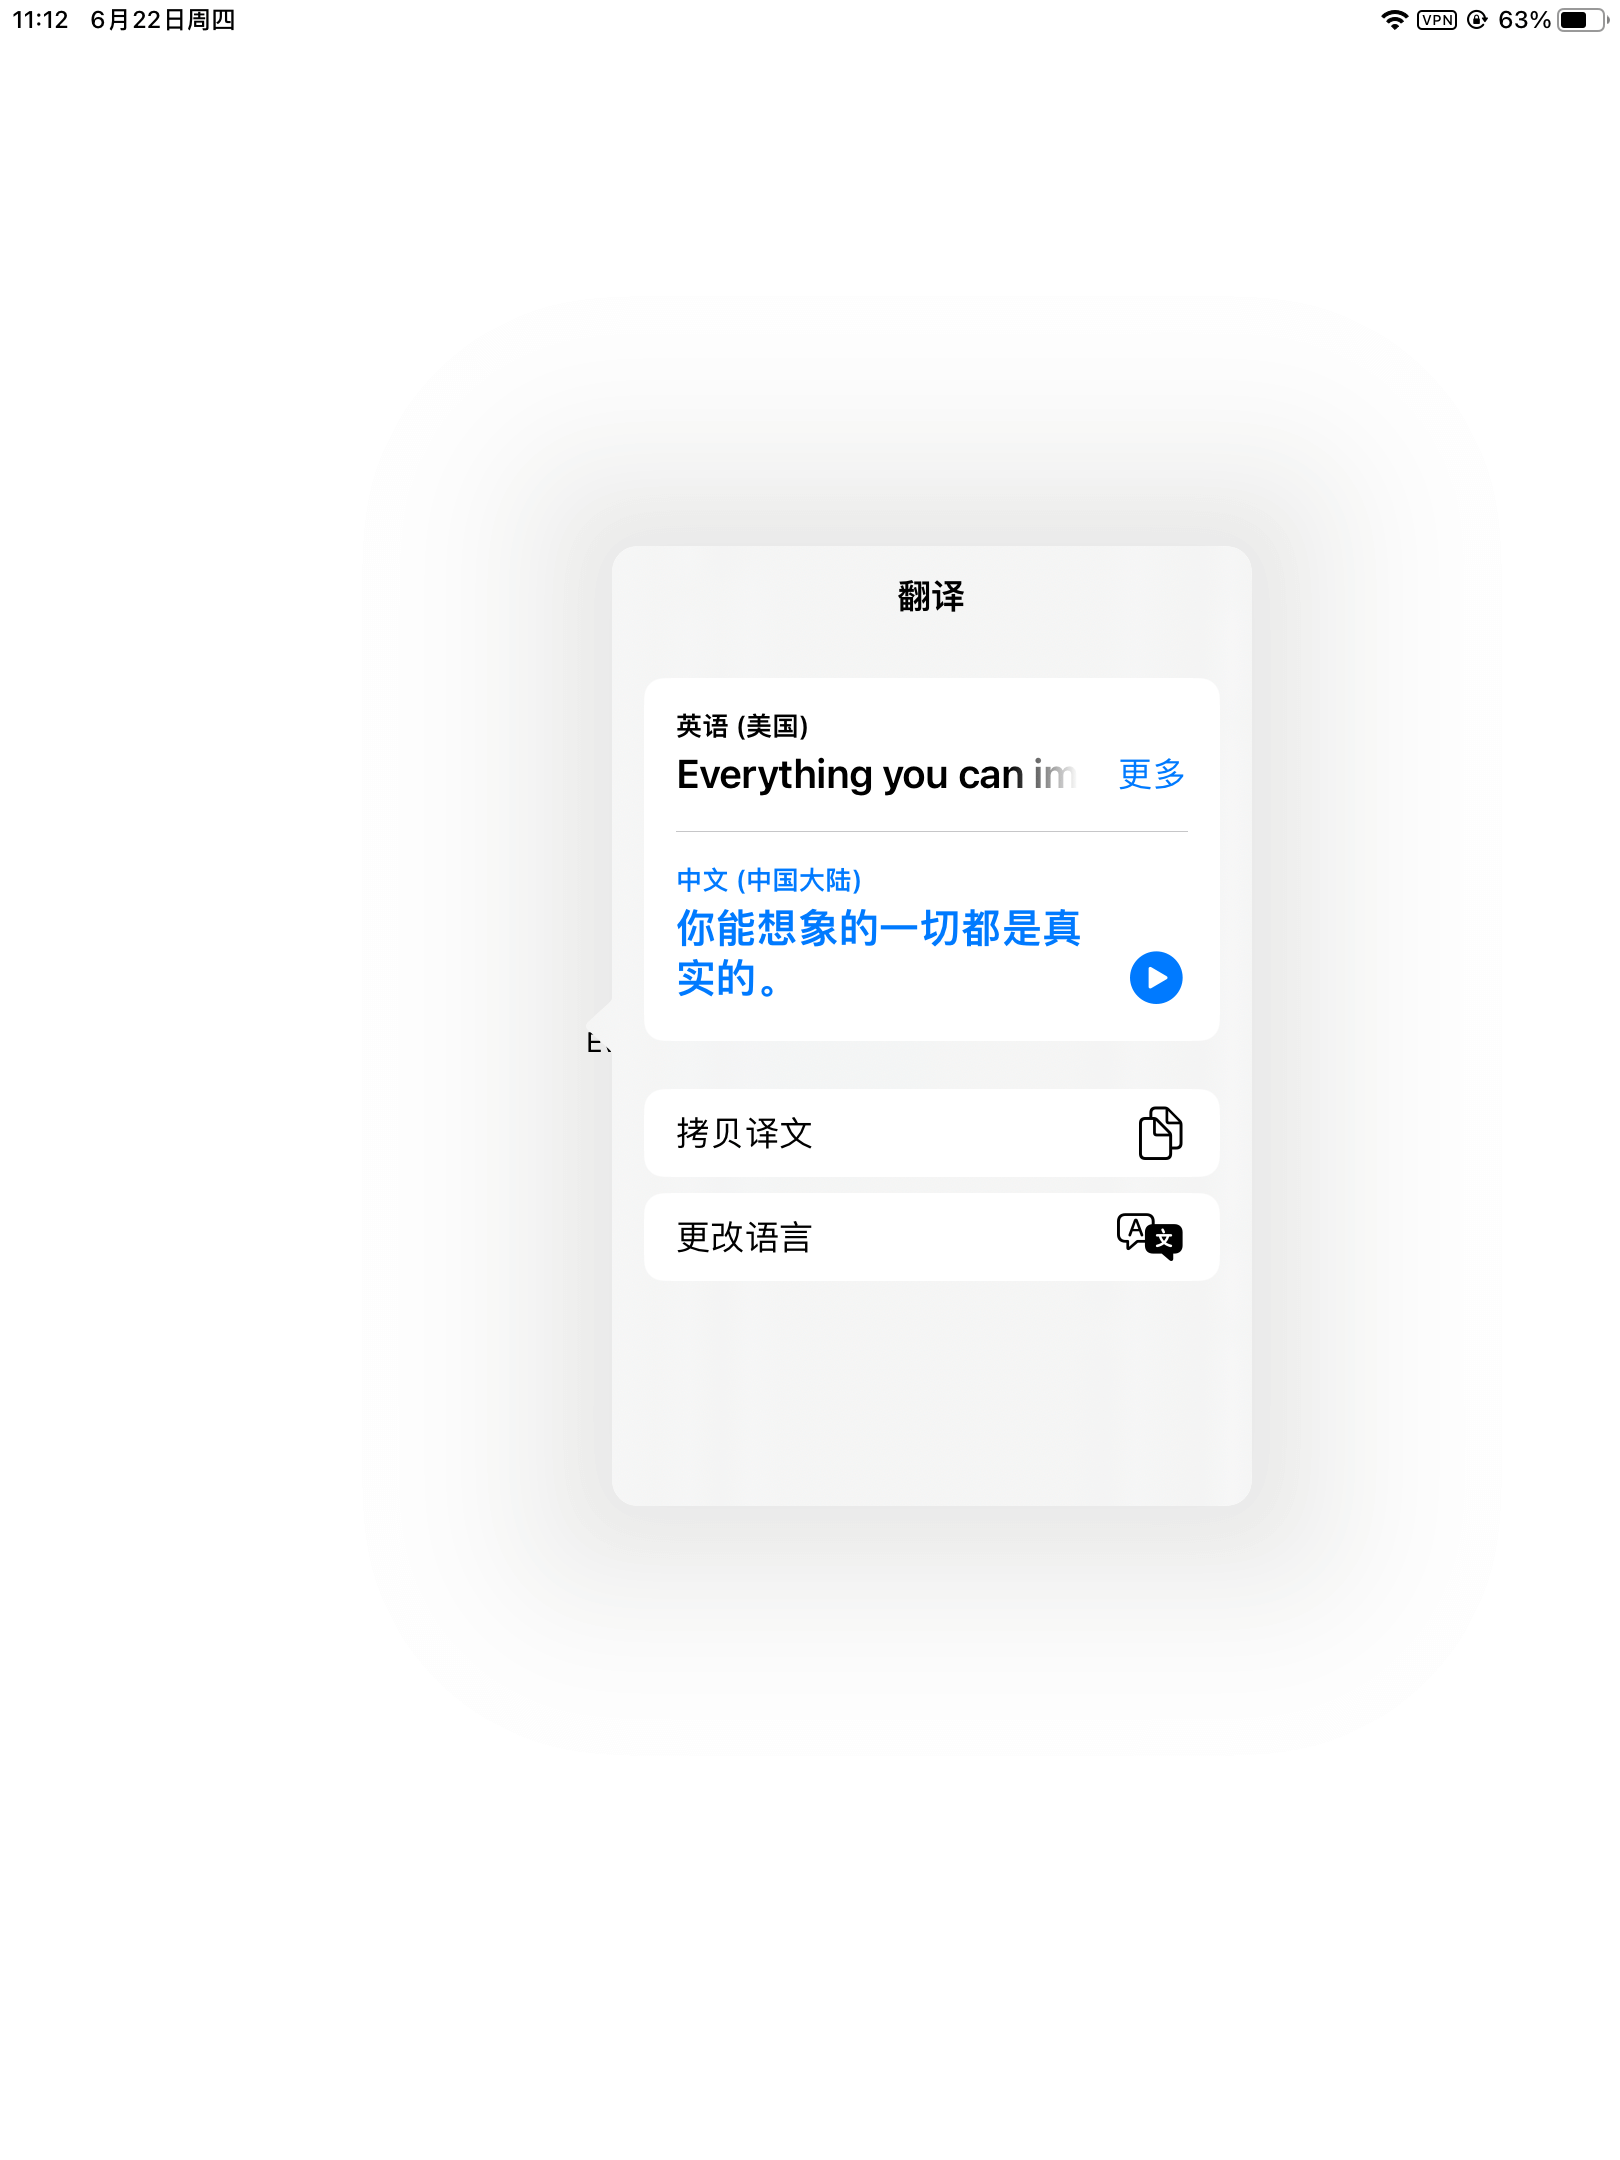 11:12 6月22日周四
VPN 63%
翻译
英语 (美国)
Everything you can
更多
中文 (中国大陆)
你能想象的一切都是真
实的。
拷贝译文
更改语言
A 文